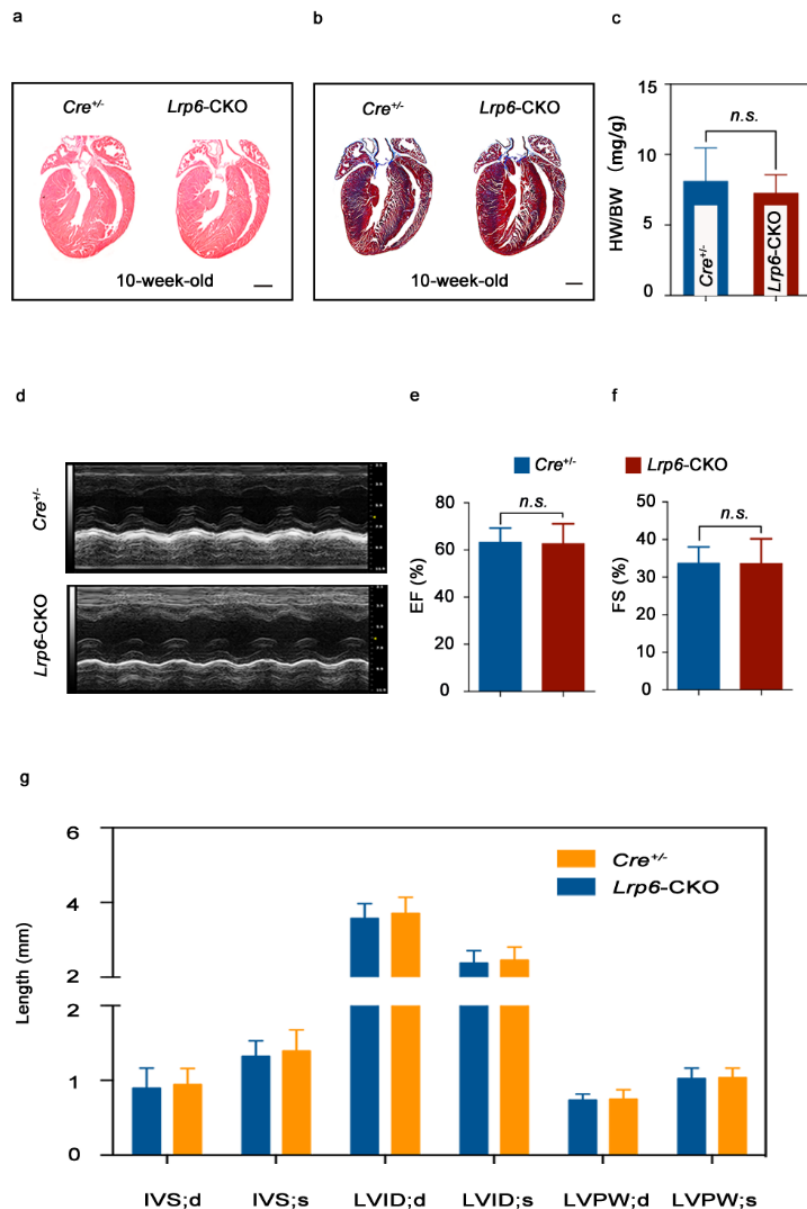 a
b
c
Cre+/- Lrp6-CKO
10-week-old
Cre+/- Lrp6-CKO
10-week-old
15
10
5
0
HW/BW (mg/g)
n.s.
Cre+/-
Lrp6-CKO
d
e
f
Cre+/-
Lrp6-CKO
Cre+/- Lrp6-CKO
80
60
40
20
0
EF (%)
n.s.
50
40
30
20
10
0
FS (%)
n.s.
g
6
4
2
2
1
0
Length (mm)
Cre+/-
Lrp6-CKO
IVS;d IVS;s LVID;d LVID;s LVPW;d LVPW;s